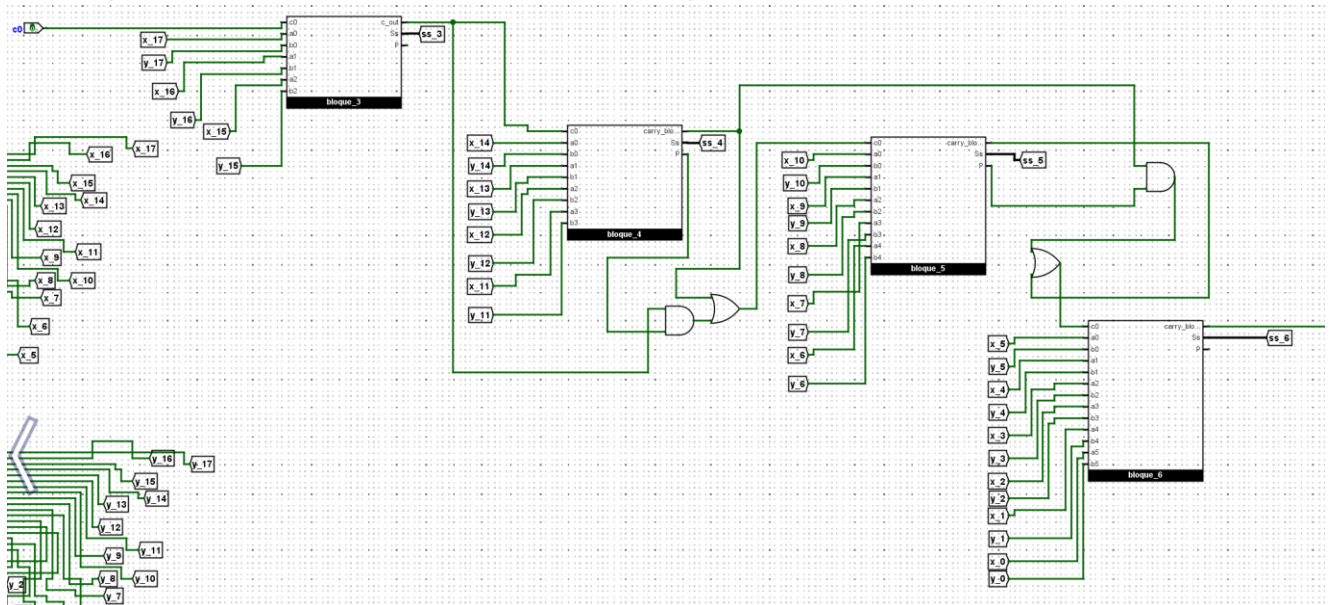 c0
x_17
y_17
x_16
y_16
x_15
y_15
c0
a0
b0
a1
b1
a2
b2
c_out
Ss
P
bloque_3
ss_3
x_16
x_17
x_15
x_14
x_13
x_12
x_11
x_9
x_10
x_8
x_7
x_6
x_5
x_14
y_14
x_13
y_13
x_12
y_12
x_11
y_11
c0
a0
b0
a1
b1
a2
b2
a3
b3
carry_blo...
Ss
P
bloque_4
ss_4
x_10
y_10
x_9
y_9
x_8
y_8
x_7
y_7
x_6
y_6
c0
a0
b0
a1
b1
a2
b2
a3
b3
a4
b4
carry_blo...
Ss
P
bloque_5
ss_5
x_5
y_5
x_4
y_4
x_3
y_3
x_2
y_2
x_1
y_1
x_0
y_0
c0
a0
b0
a1
b1
a2
b2
a3
b3
a4
b4
a5
carry_blo...
Ss
P
bloque_6
ss_6
y_16
y_17
y_15
y_14
y_13
y_12
y_11
y_9
y_10
y_8
y_7
y_2